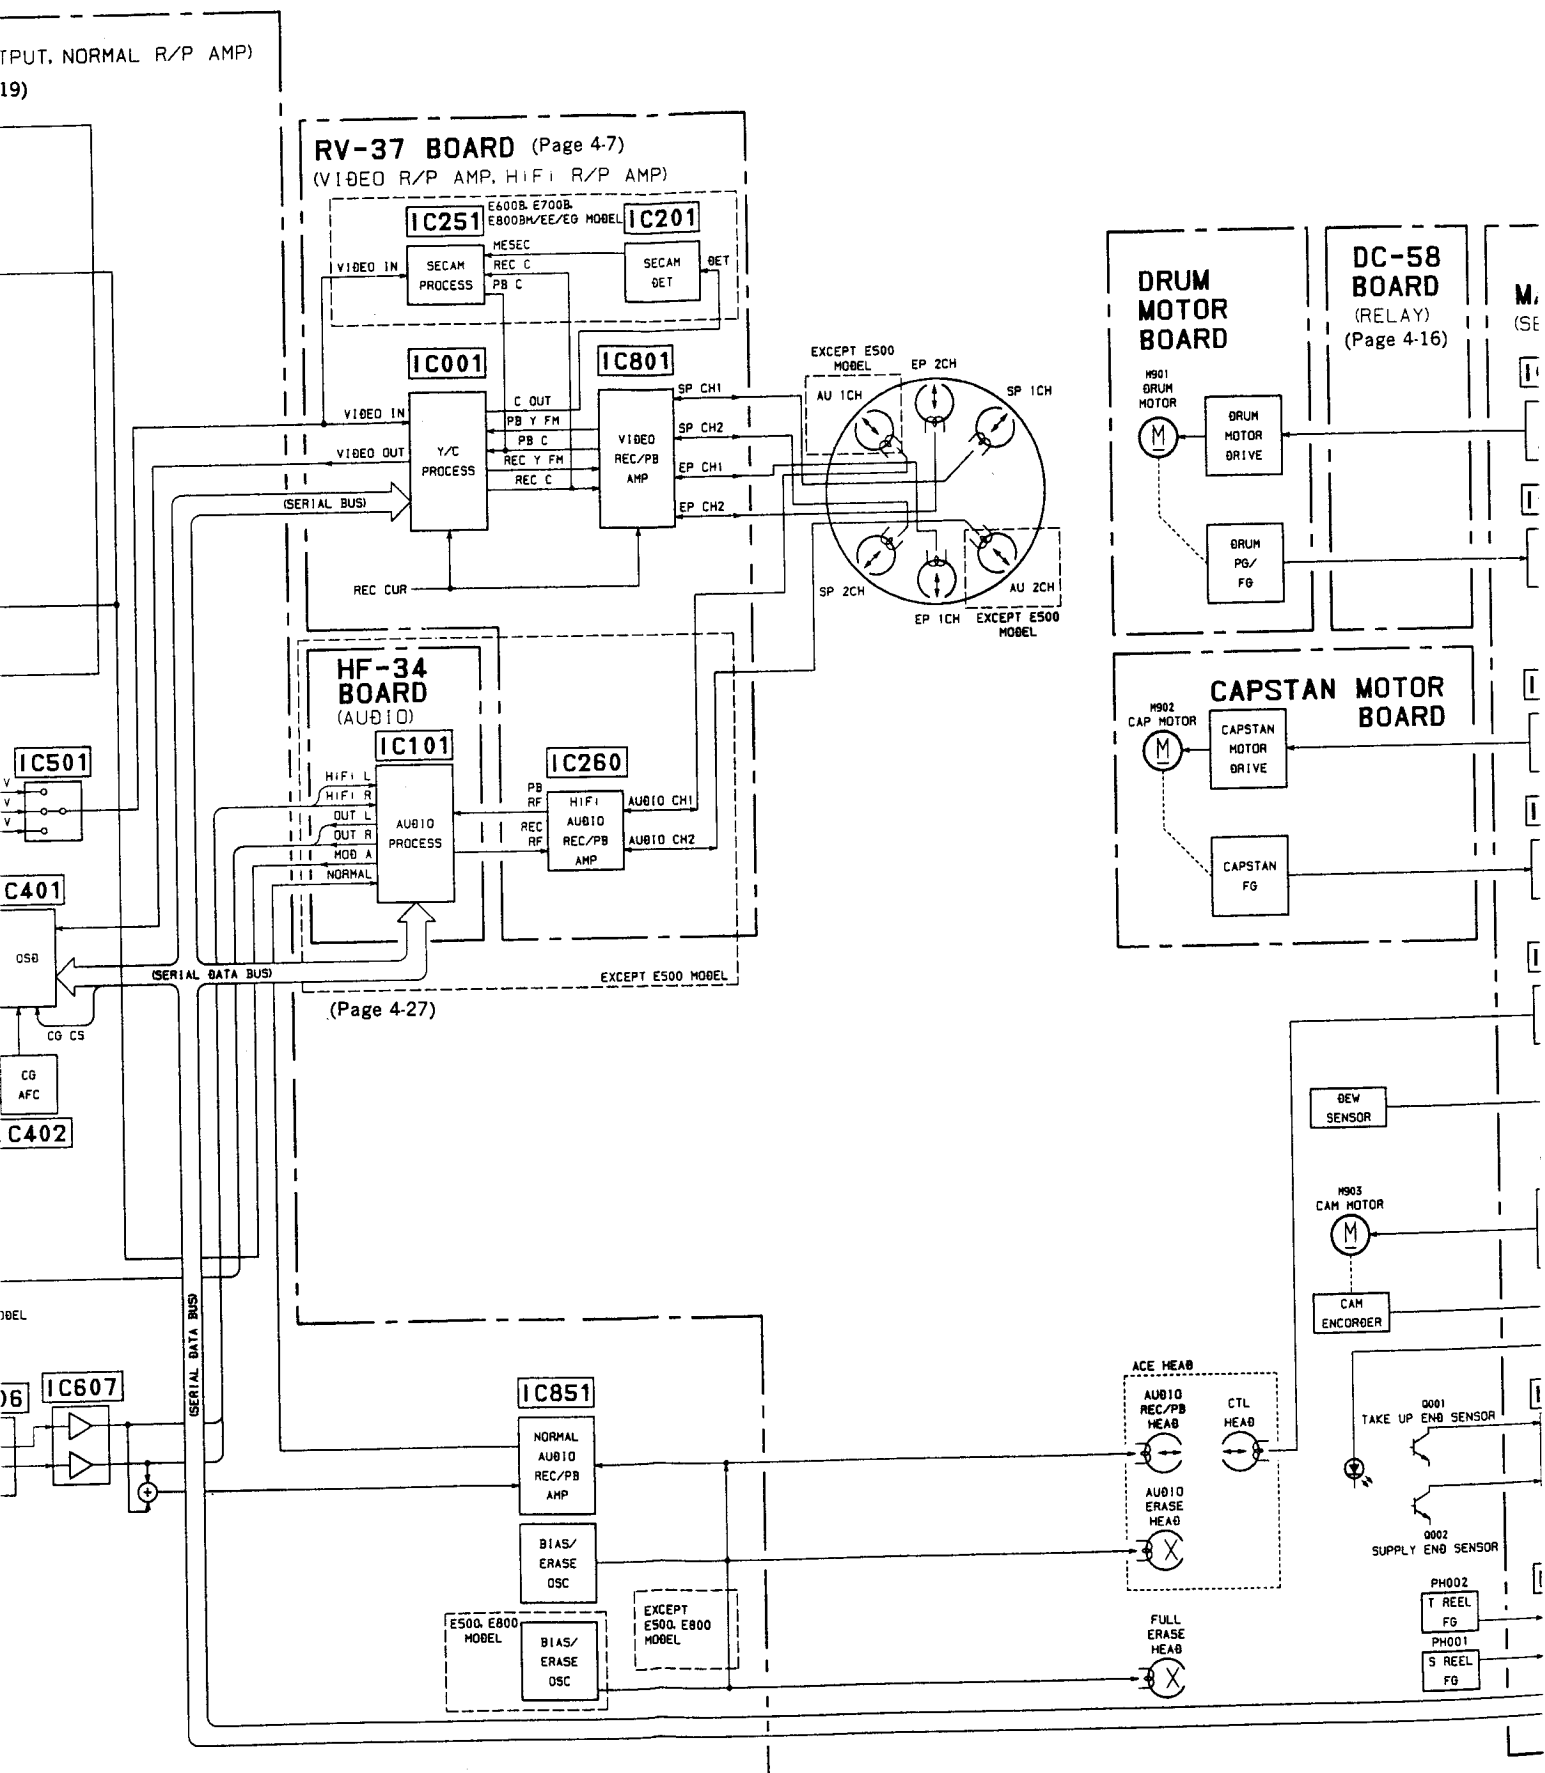 TPUT, NORMAL R/P AMP)
19)
RV-37 BOARD (Page 4-7)
(VIDEO R/P AMP, HiFi R/P AMP)
IC251
E600B, E700B,
E800BM/EE/EG MODEL
IC201
VIDEO IN
SECAM
PROCESS
MESEC
REC C
PB C
SECAM
DET
DET
IC001
IC801
VIDEO IN
VIDEO OUT
(SERIAL BUS)
Y/C
PROCESS
C OUT
PB Y FM
PB C
REC Y FM
REC C
VIDEO
REC/PB
AMP
SP CH1
SP CH2
EP CH1
EP CH2
REC CUR
EXCEPT E500
MODEL
AU 1CH
EP 2CH
SP 1CH
SP 2CH
EP 1CH
AU 2CH
EXCEPT E500
MODEL
DRUM
MOTOR
BOARD
M901
DRUM
MOTOR
M
DRUM
MOTOR
DRIVE
DRUM
PG/
FG
DC-58
BOARD
(RELAY)
(Page 4-16)
(SE
CAPSTAN MOTOR
BOARD
M902
CAP MOTOR
M
CAPSTAN
MOTOR
DRIVE
CAPSTAN
FG
HF-34
BOARD
(AUDIO)
IC101
HiFi L
HiFi R
OUT L
OUT R
MOD A
NORMAL
AUDIO
PROCESS
PB
RF
REC
RF
IC260
HiFi
AUDIO
REC/PB
AMP
AUDIO CH1
AUDIO CH2
EXCEPT E500 MODEL
(Page 4-27)
IC501
V
V
V
C401
OSD
(SERIAL DATA BUS)
CG CS
CG
AFC
C402
ODEL
(SERIAL DATA BUS)
06
IC607
IC851
NORMAL
AUDIO
REC/PB
AMP
BIAS/
ERASE
OSC
E500, E800
MODEL
BIAS/
ERASE
OSC
EXCEPT
E500, E800
MODEL
ACE HEAD
AUDIO
REC/PB
HEAD
CTL
HEAD
AUDIO
ERASE
HEAD
FULL
ERASE
HEAD
DEW
SENSOR
M903
CAM MOTOR
M
CAM
ENCORDER
Q001
TAKE UP END SENSOR
Q002
SUPPLY END SENSOR
PH002
T REEL
FG
PH001
S REEL
FG